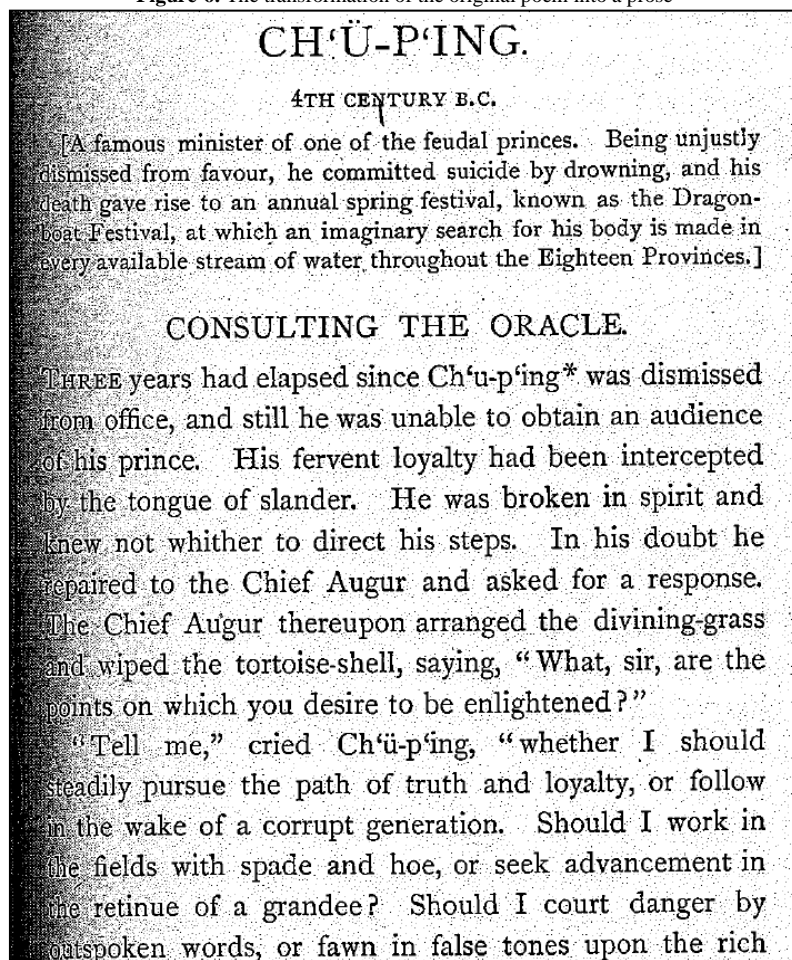 Figure 6. The transformation of the original poem into a prose
CH‘Ü-P‘ING.
4TH CENTURY B.C.
[A famous minister of one of the feudal princes. Being unjustly
dismissed from favour, he committed suicide by drowning, and his
death gave rise to an annual spring festival, known as the Dragon-
boat Festival, at which an imaginary search for his body is made in
every available stream of water throughout the Eighteen Provinces.]
CONSULTING THE ORACLE.
THREE years had elapsed since Ch‘u-p‘ing* was dismissed
from office, and still he was unable to obtain an audience
of his prince. His fervent loyalty had been intercepted
by the tongue of slander. He was broken in spirit and
knew not whither to direct his steps. In his doubt he
repaired to the Chief Augur and asked for a response.
The Chief Augur thereupon arranged the divining-grass
and wiped the tortoise-shell, saying, “What, sir, are the
points on which you desire to be enlightened?”
“Tell me,” cried Ch‘ü-p‘ing, “whether I should
steadily pursue the path of truth and loyalty, or follow
in the wake of a corrupt generation. Should I work in
the fields with spade and hoe, or seek advancement in
the retinue of a grandee? Should I court danger by
outspoken words, or fawn in false tones upon the rich